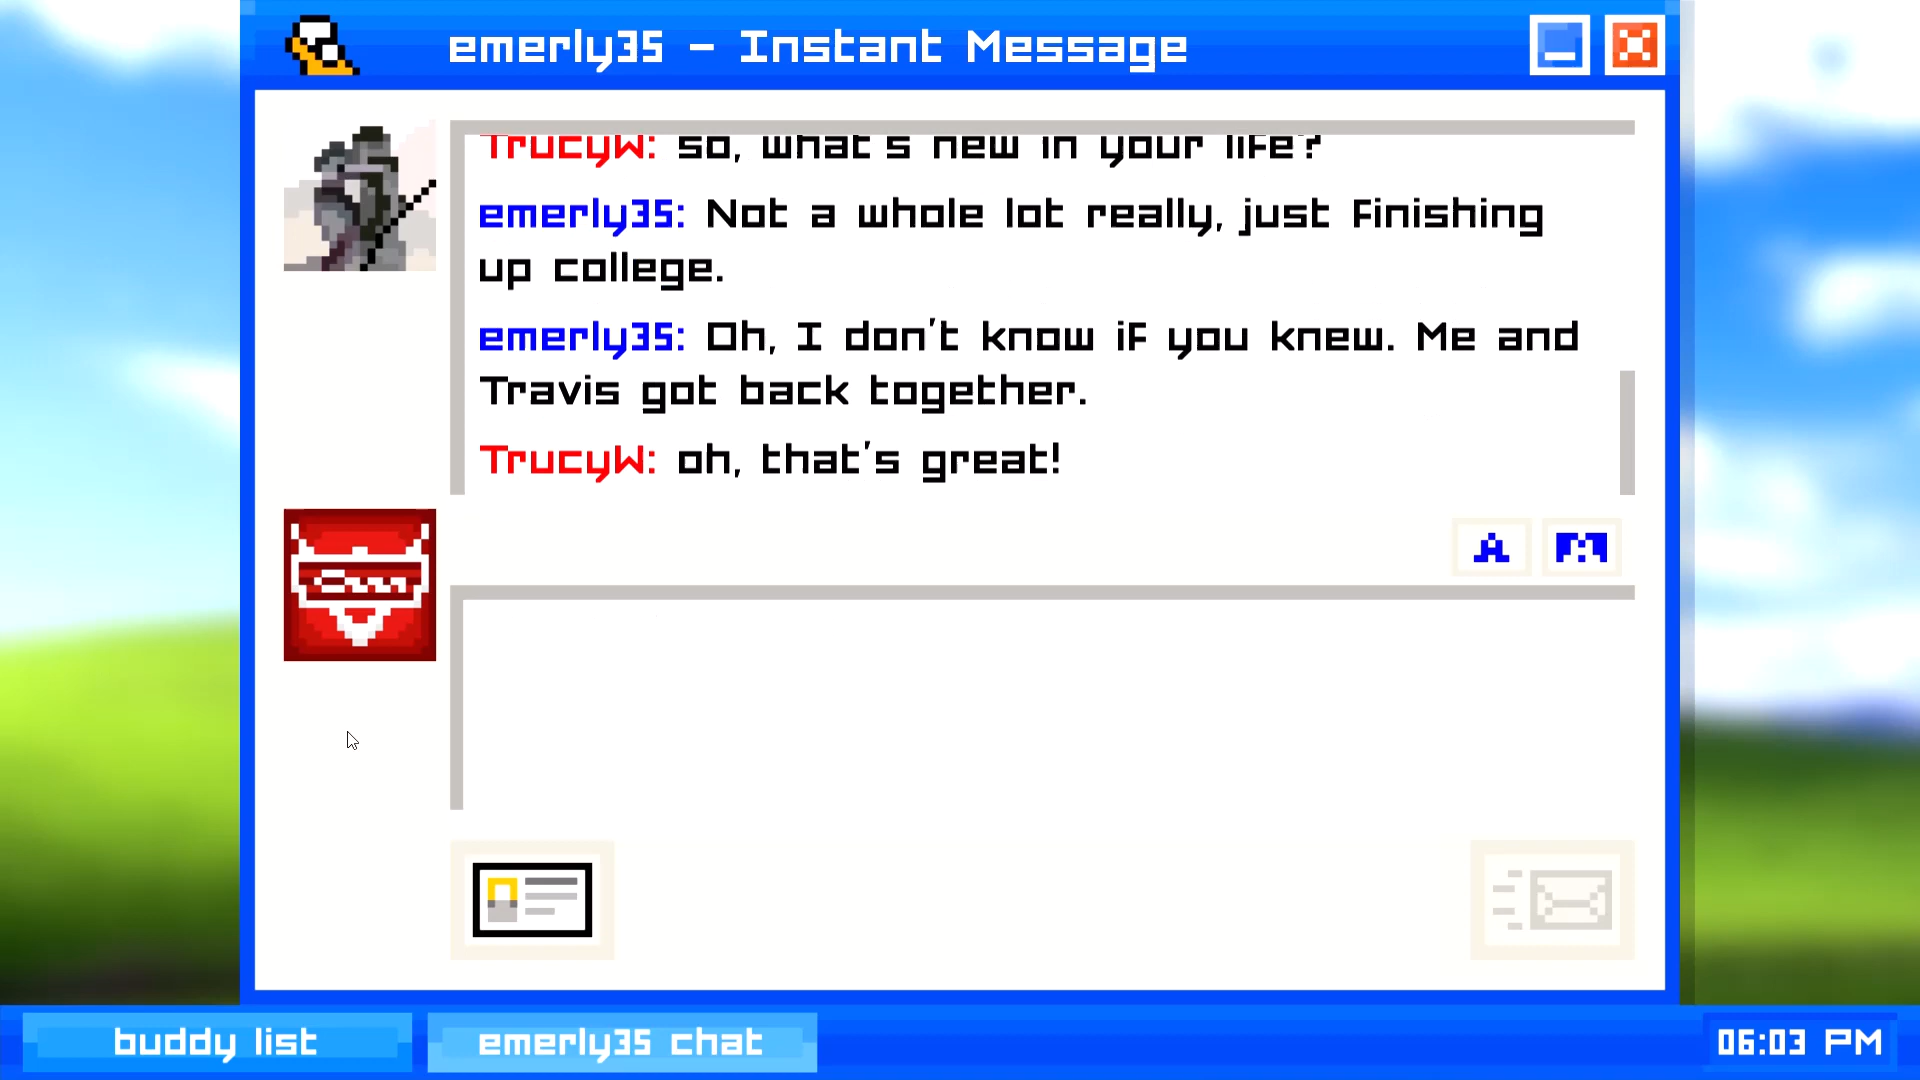 emerly35 - Instant Message
TrucyW: so, what's new in your life?
emerly35: Not a whole lot really, just finishing
up college.
emerly35: Oh, I don't know if you knew. Me and
Travis got back together.
TrucyW: oh, that's great!
A
buddy list
emerly35 chat
06:03 PM